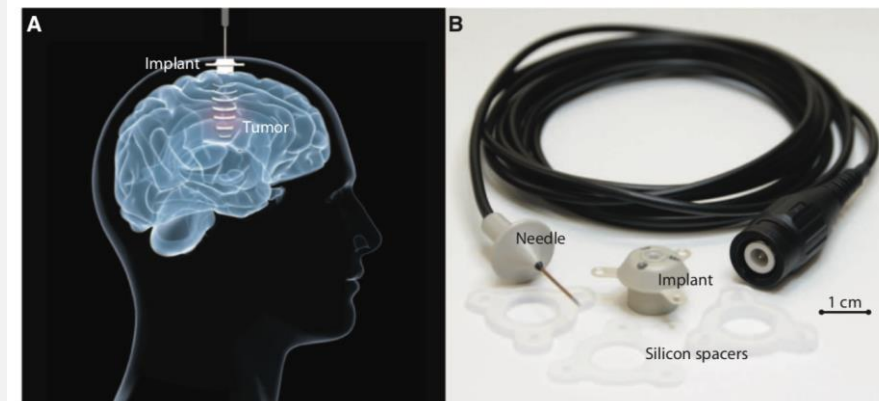 A
Implant
Tumor
B
Needle
Implant
1 cm
Silicon spacers